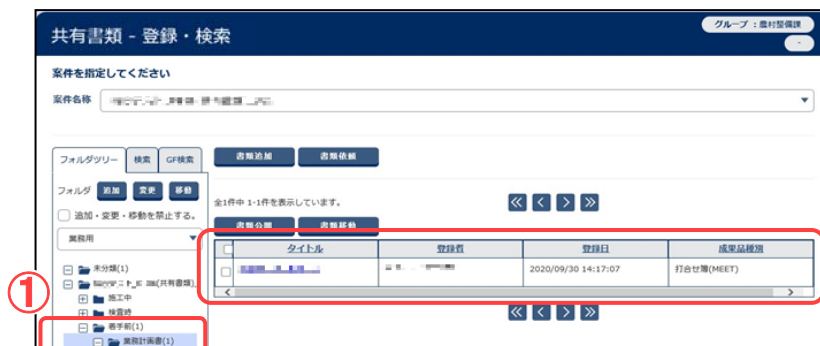 共有書類 - 登録・検索
グループ：農村整備課
-
案件を指定してください
案件名称
フォルダツリー 検索 GF検索
書類追加 書類依頼
フォルダ 追加 変更 移動
追加・変更・移動を禁止する。
全1件中 1-1件を表示しています。
業務用
書類公開 書類移動
タイトル 登録者 登録日 成果品種別
2020/09/30 14:17:07 打合せ簿(MEET)
未分類(1)
(共有書類)
施工中
検査時
着手前(1)
業務計画書(1)
①